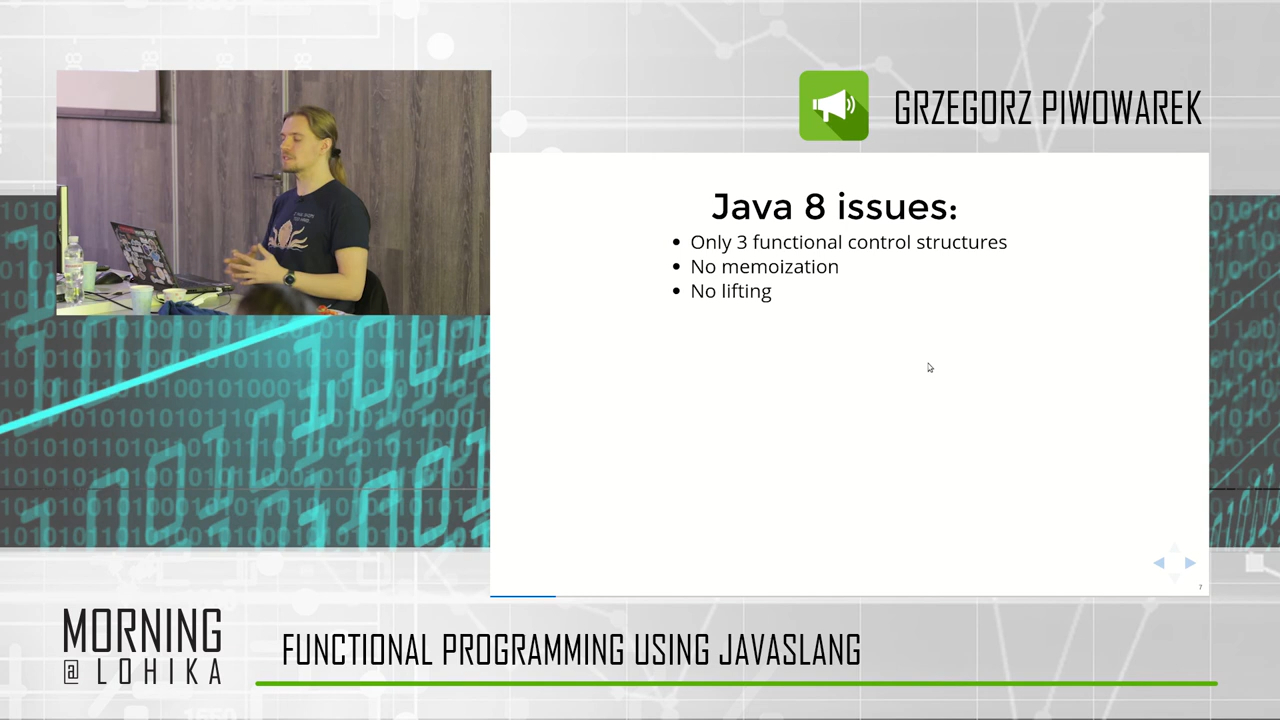 GRZEGORZ PIWOWAREK
Java 8 issues:
• Only 3 functional control structures
• No memoization
• No lifting
7
MORNING
@ LOHIKA
FUNCTIONAL PROGRAMMING USING JAVASLANG